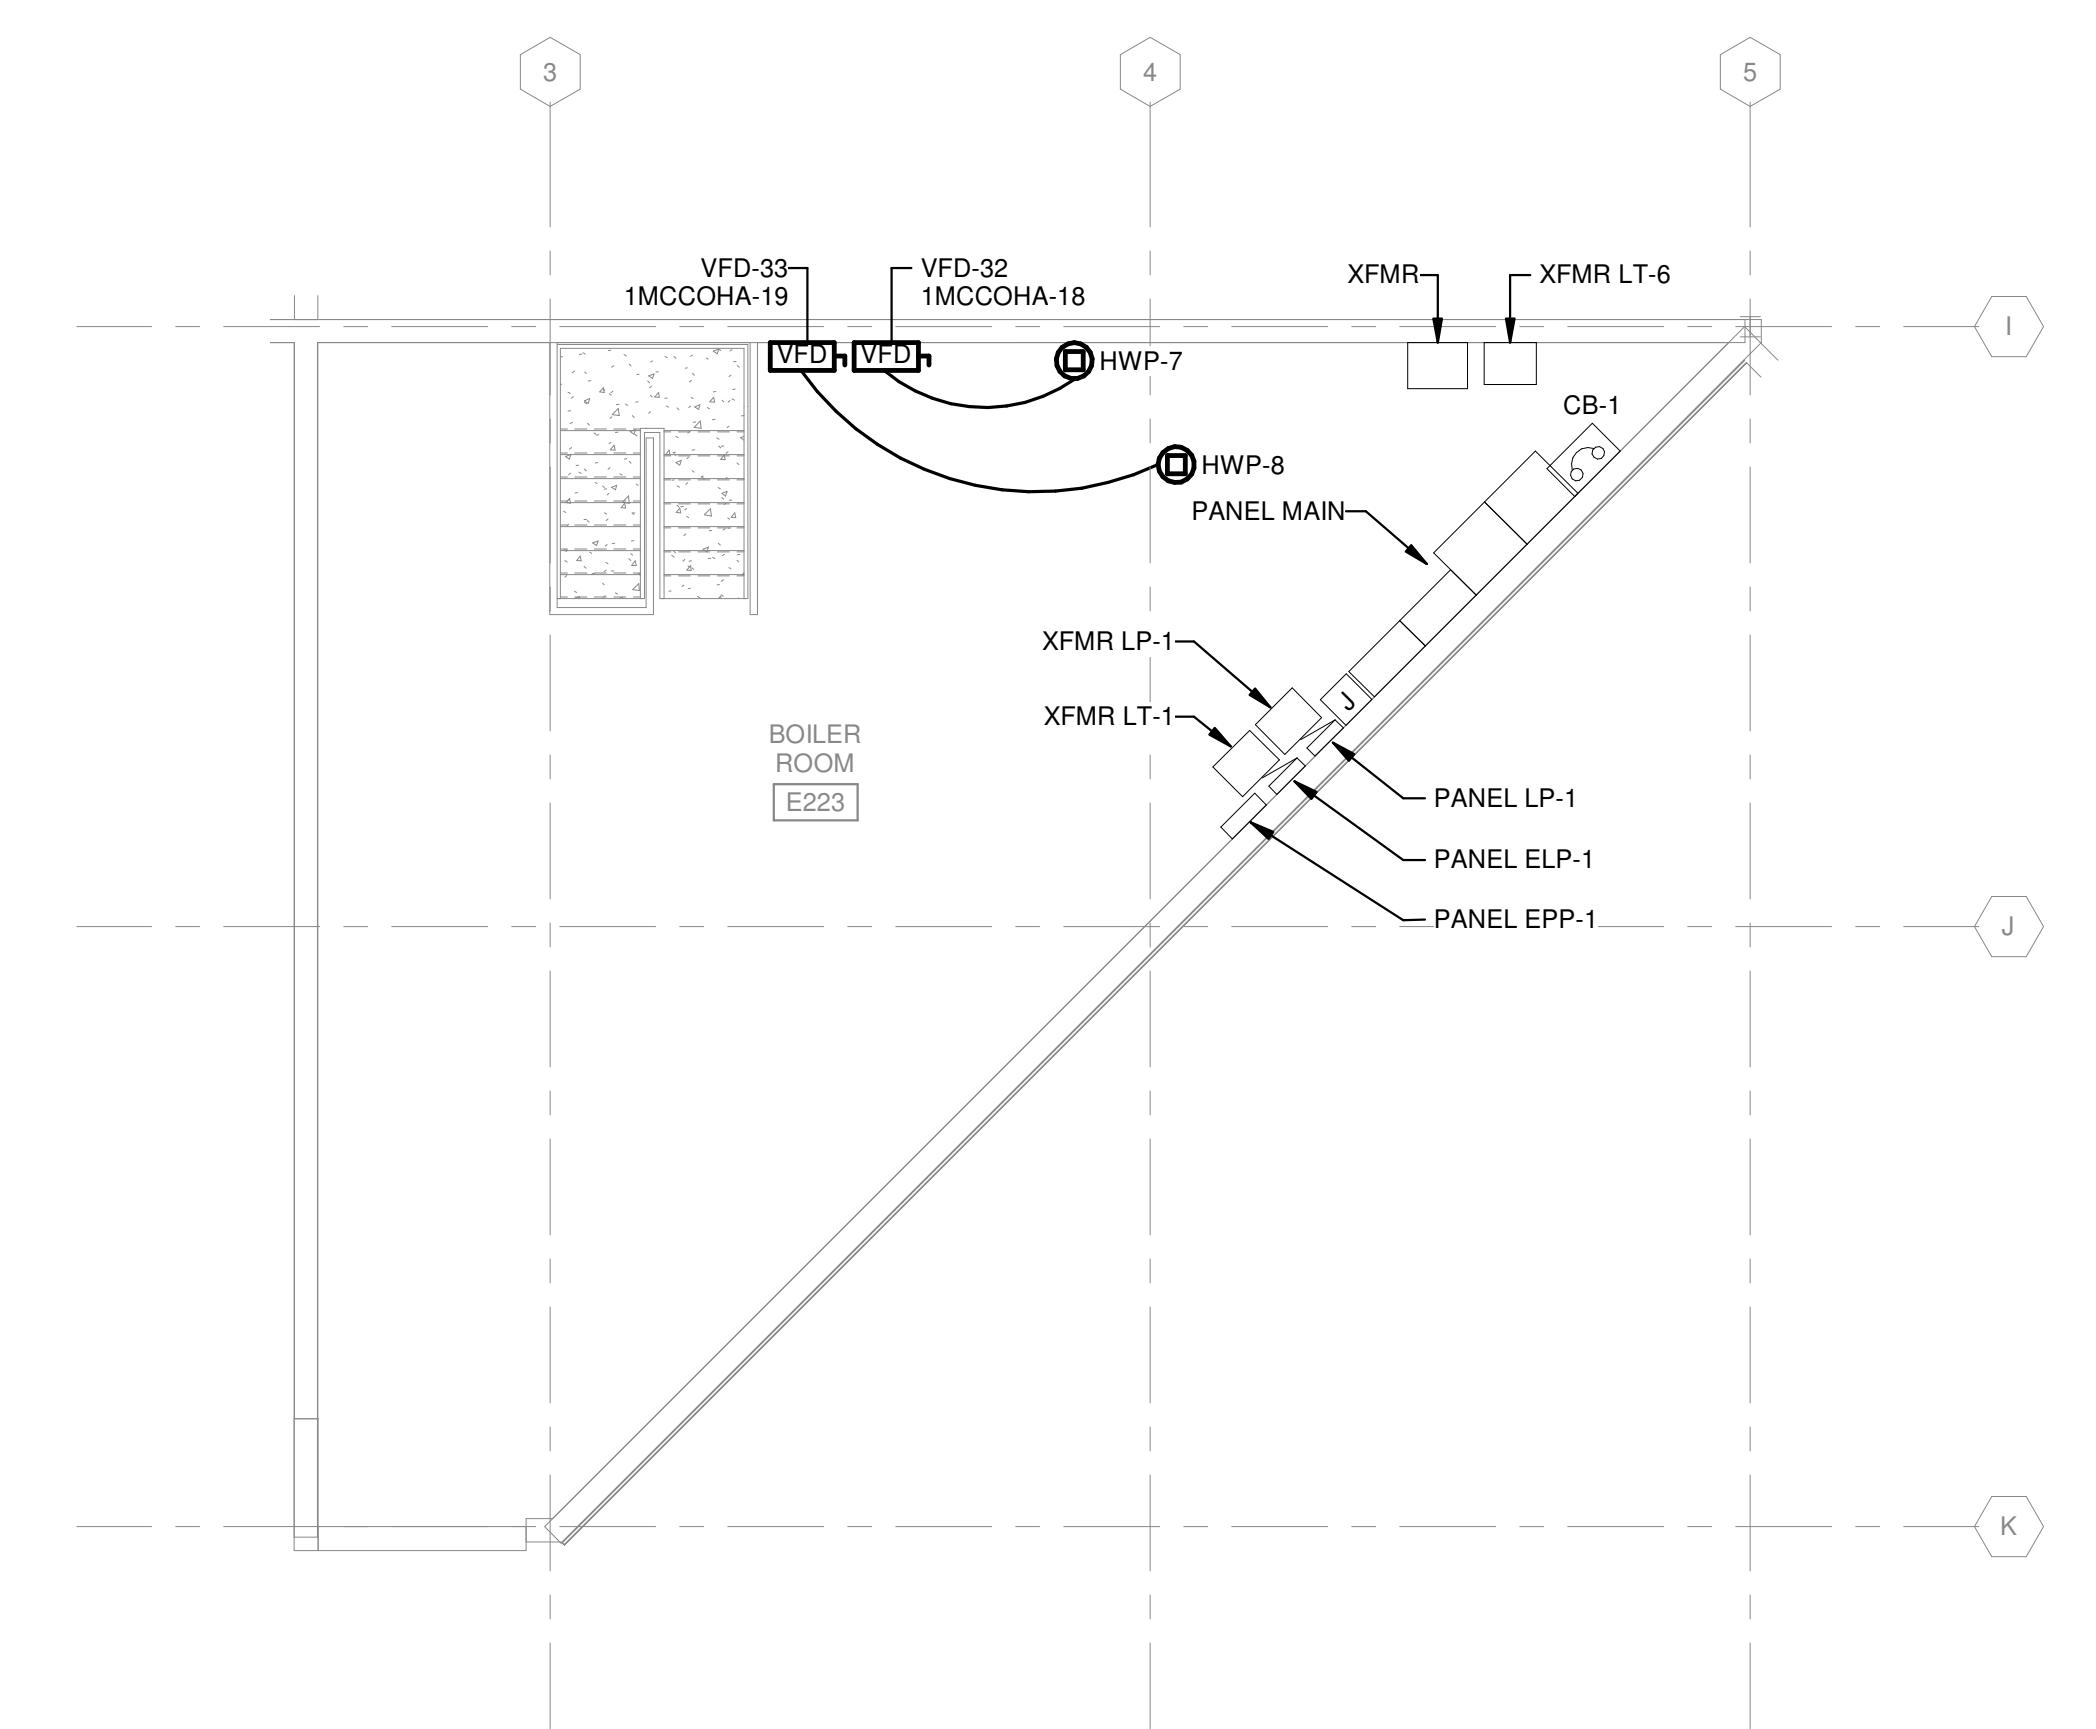 3
4
5
VFD-33
1MCCOHA-19
VFD-32
1MCCOHA-18
XFMR
XFMR LT-6
I
VFD
VFD
HWP-7
CB-1
HWP-8
PANEL MAIN
XFMR LP-1
J
XFMR LT-1
BOILER
ROOM
E223
PANEL LP-1
PANEL ELP-1
PANEL EPP-1
J
K